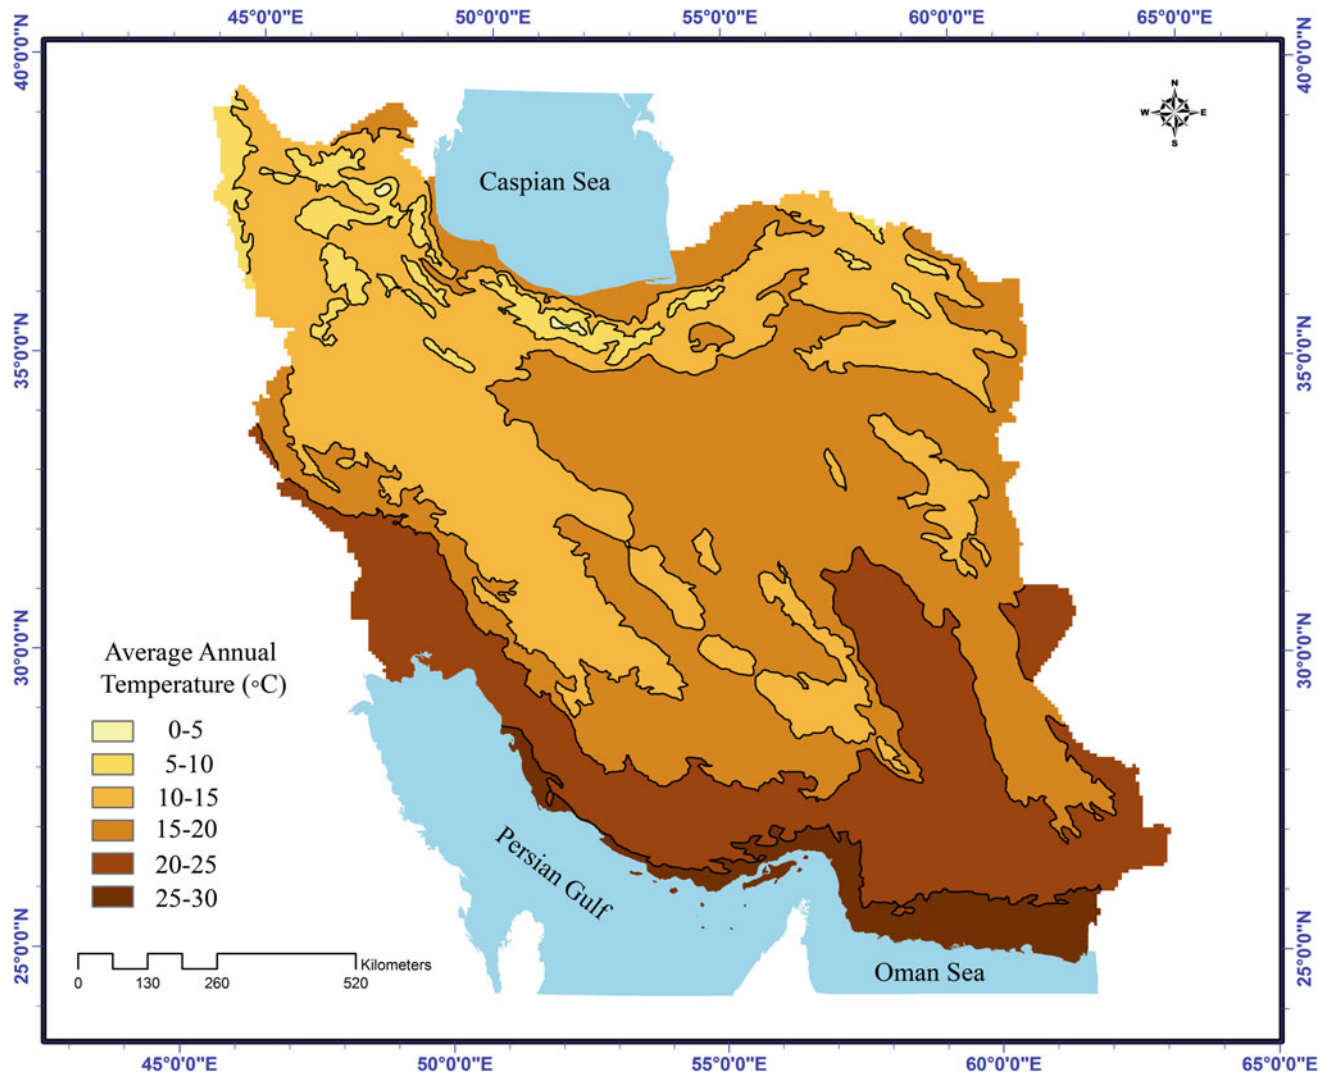 45°0'0"E 50°0'0"E 55°0'0"E 60°0'0"E 65°0'0"E
40°0'0"N
40°0'0"N
N
W E
S
Caspian Sea
35°0'0"N
35°0'0"N
30°0'0"N
30°0'0"N
Average Annual
Temperature (°C)
0-5
5-10
10-15
15-20
20-25
25-30
Persian Gulf
25°0'0"N
25°0'0"N
Oman Sea
Kilometers
0 130 260 520
45°0'0"E 50°0'0"E 55°0'0"E 60°0'0"E 65°0'0"E